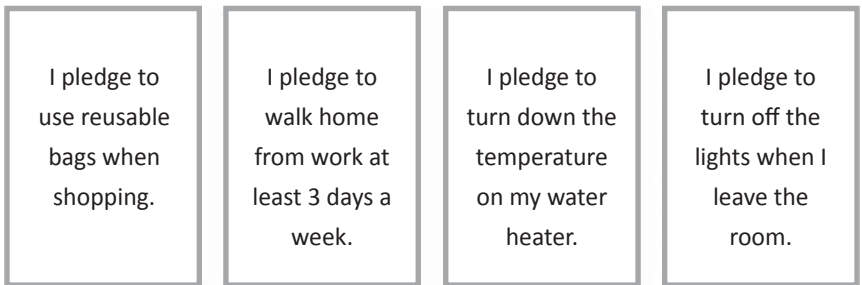 I pledge to
use reusable
bags when
shopping.
I pledge to
walk home
from work at
least 3 days a
week.
I pledge to
turn down the
temperature
on my water
heater.
I pledge to
turn off the
lights when I
leave the
room.